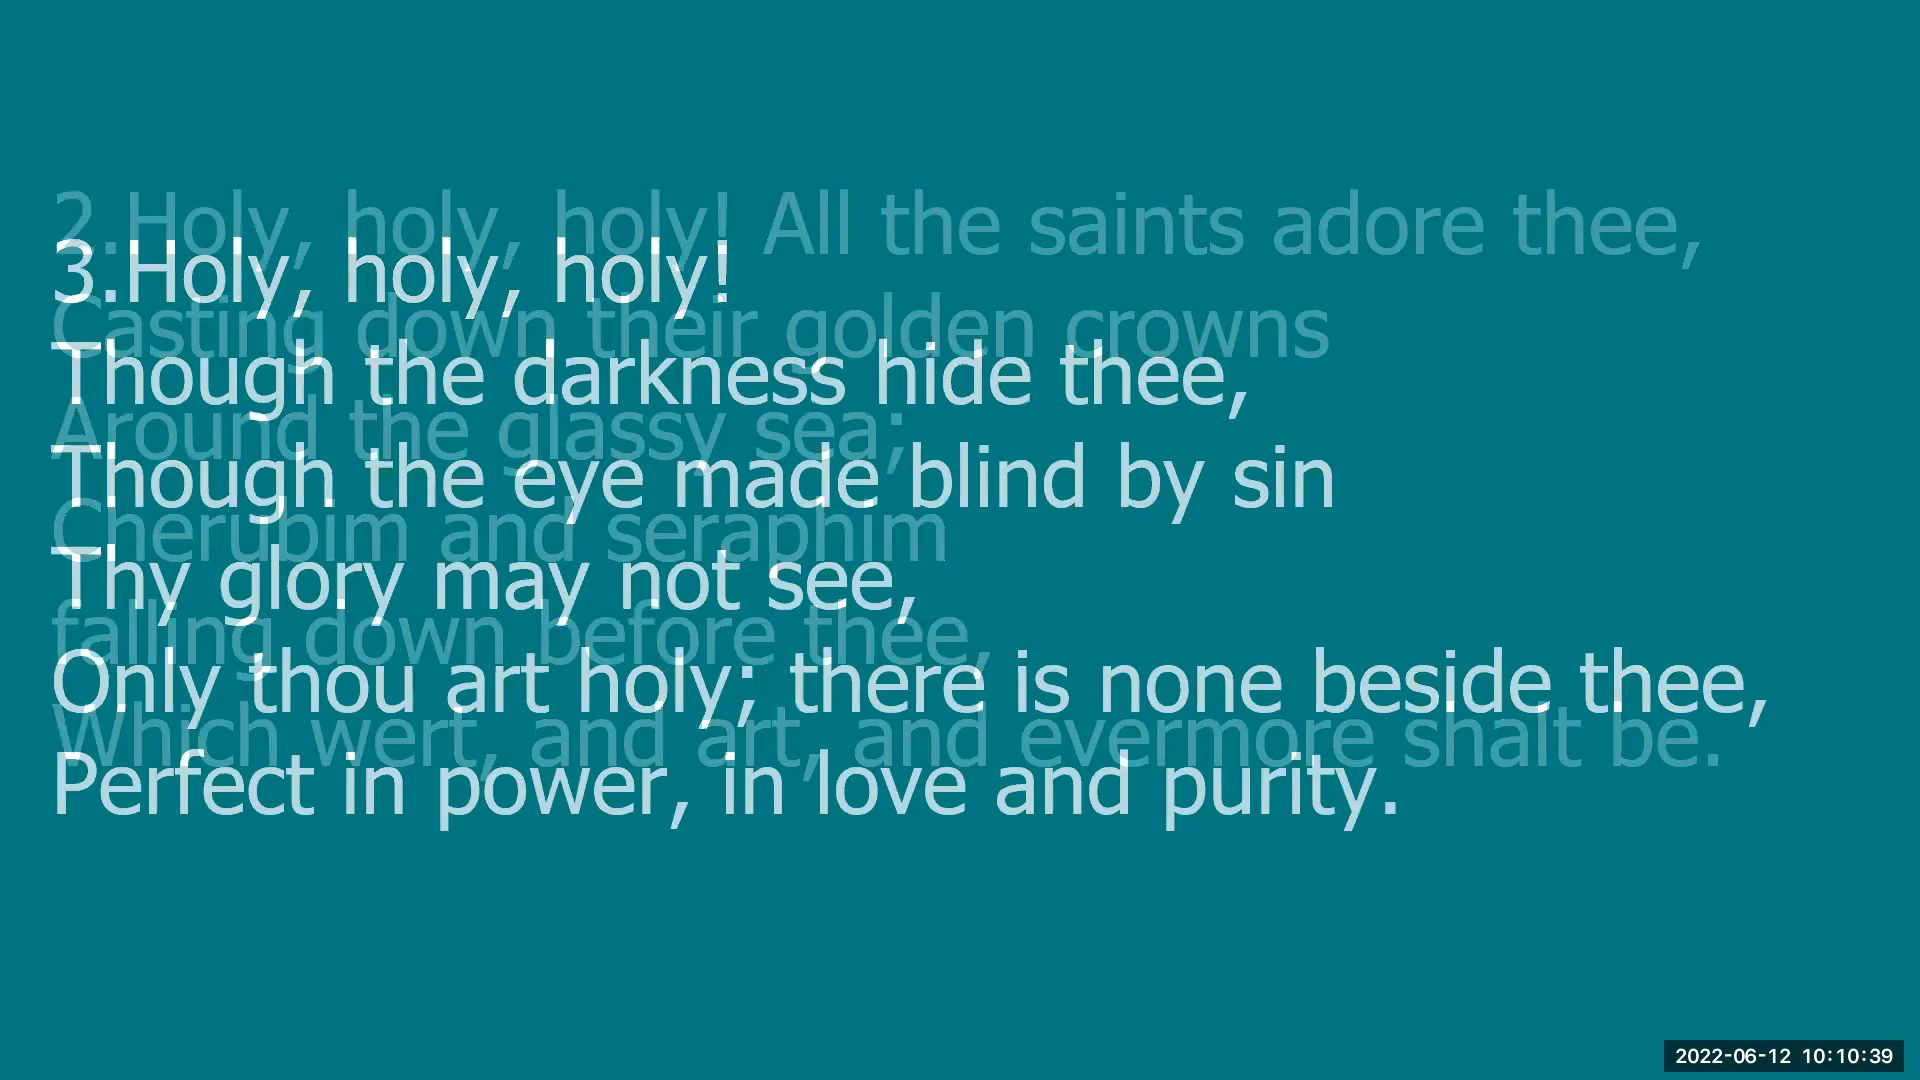 2.Holy, holy, holy! All the saints adore thee,
Casting down their golden crowns
Around the glassy sea;
Cherubim and seraphim
falling down before thee,
Which wert, and art, and evermore shalt be.
3.Holy, holy, holy!
Though the darkness hide thee,
Though the eye made blind by sin
Thy glory may not see,
Only thou art holy; there is none beside thee,
Perfect in power, in love and purity.
2022-06-12 10:10:39